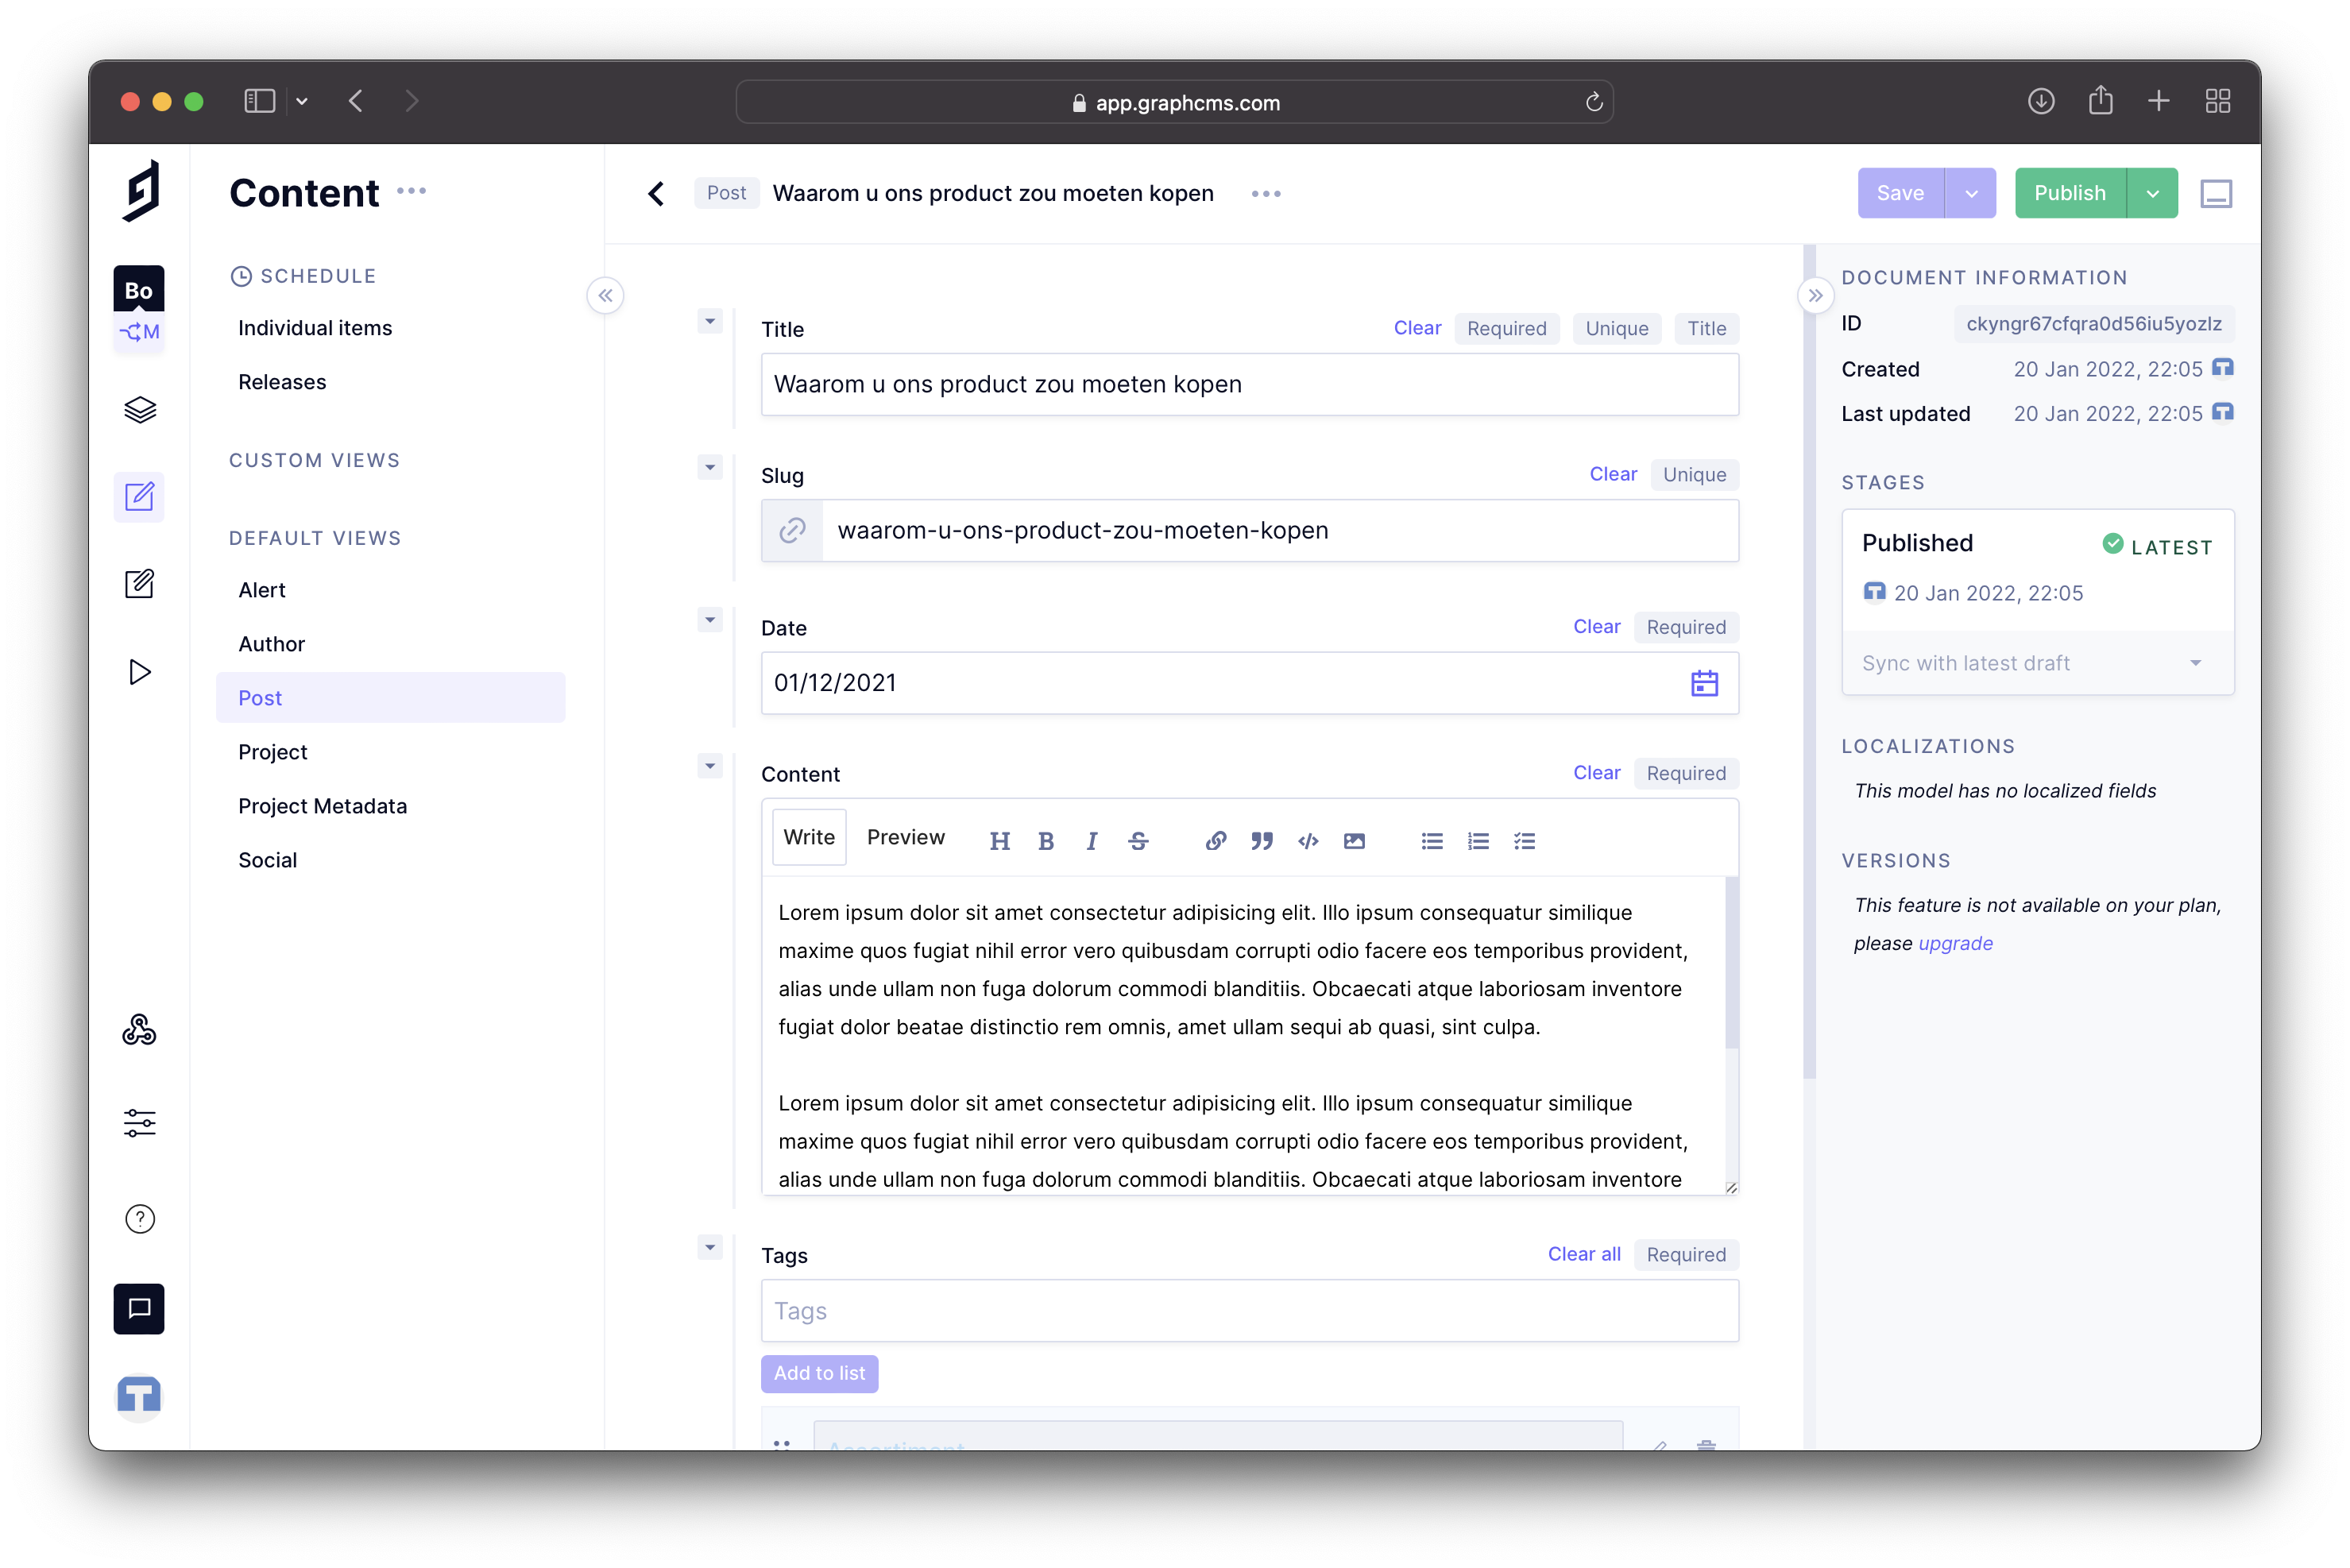 app.graphcms.com
Bo
M
Content
SCHEDULE
Individual items
Releases
CUSTOM VIEWS
DEFAULT VIEWS
Alert
Author
Post
Project
Project Metadata
Social
Post Waarom u ons product zou moeten kopen
Save
Publish
Title Clear Required Unique Title
Waarom u ons product zou moeten kopen
Slug Clear Unique
waarom-u-ons-product-zou-moeten-kopen
Date Clear Required
01/12/2021
Content Clear Required
Write Preview H B I S
Lorem ipsum dolor sit amet consectetur adipisicing elit. Illo ipsum consequatur similique
maxime quos fugiat nihil error vero quibusdam corrupti odio facere eos temporibus provident,
alias unde ullam non fuga dolorum commodi blanditiis. Obcaecati atque laboriosam inventore
fugiat dolor beatae distinctio rem omnis, amet ullam sequi ab quasi, sint culpa.
Lorem ipsum dolor sit amet consectetur adipisicing elit. Illo ipsum consequatur similique
maxime quos fugiat nihil error vero quibusdam corrupti odio facere eos temporibus provident,
alias unde ullam non fuga dolorum commodi blanditiis. Obcaecati atque laboriosam inventore
Tags Clear all Required
Tags
Add to list
Assortiment
DOCUMENT INFORMATION
ID ckyngr67cfqra0d56iu5yozlz
Created 20 Jan 2022, 22:05
Last updated 20 Jan 2022, 22:05
STAGES
Published LATEST
20 Jan 2022, 22:05
Sync with latest draft
LOCALIZATIONS
This model has no localized fields
VERSIONS
This feature is not available on your plan,
please upgrade